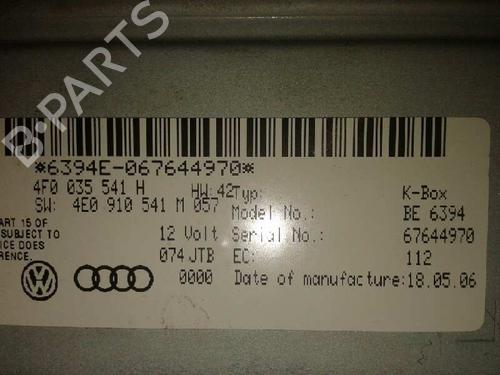 B-PARTS
*6394E-067644970*
4F0 035 541 H HW:42 Typ: K-Box
SW: 4E0 910 541 M 057 Model No.: BE 6394
ART 15 OF
SUBJECT TO
ICE DOES
ERENCE.
12 Volt Serial No.: 67644970
074 JTB EC: 112
0000 Date of manufacture: 18.05.06